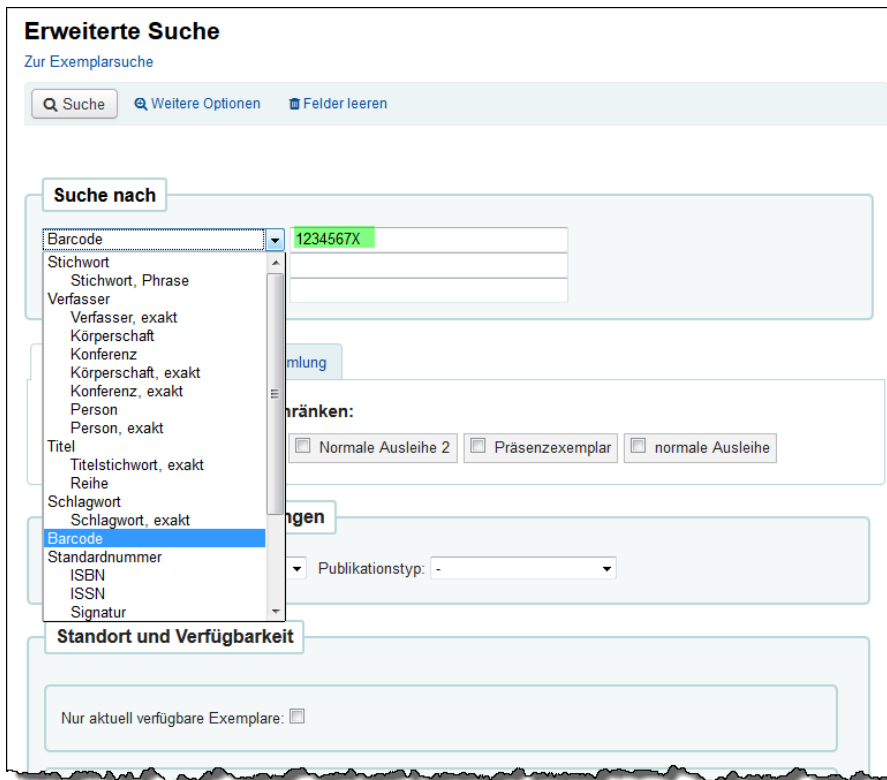 Erweiterte Suche
Zur Exemplarsuche
Suche Weitere Optionen Felder leeren
Suche nach
Barcode 1234567X
Stichwort
Stichwort, Phrase
Verfasser
Verfasser, exakt
Körperschaft
Konferenz
Körperschaft, exakt
Konferenz, exakt
Person
Person, exakt
Titel
Titelstichwort, exakt
Reihe
Schlagwort
Schlagwort, exakt
Barcode
Standardnummer
ISBN
ISSN
Signatur
mlung
hränken:
Normale Ausleihe 2 Präsenzexemplar normale Ausleihe
ngen
Publikationstyp: -
Standort und Verfügbarkeit
Nur aktuell verfügbare Exemplare: